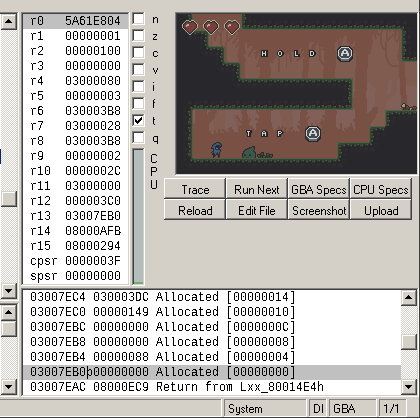 r0 5A61E804 n
r1 00000001 z
r2 00000100 c
r3 00000000 v
r4 03000080 i
r5 00000003 f
r6 030003B8 t
r7 03000028 q
r8 030003B8
r9 00000002
r10 0000002C
r11 03000000
r12 000003C0
r13 03007EB0
r14 08000AFB
r15 08000294
cpsr 0000003F
spsr 00000000
CPU
HOLD A
TAP A
Trace Run Next GBA Specs CPU Specs
Reload Edit File Screenshot Upload
03007EC4 030003DC Allocated [00000014]
03007EC0 00000149 Allocated [00000010]
03007EBC 00000000 Allocated [0000000C]
03007EB8 00000000 Allocated [00000008]
03007EB4 00000088 Allocated [00000004]
03007EB0þ00000000 Allocated [00000000]
03007EAC 08000EC9 Return from Lxx_80014E4h
System DI GBA 1/1